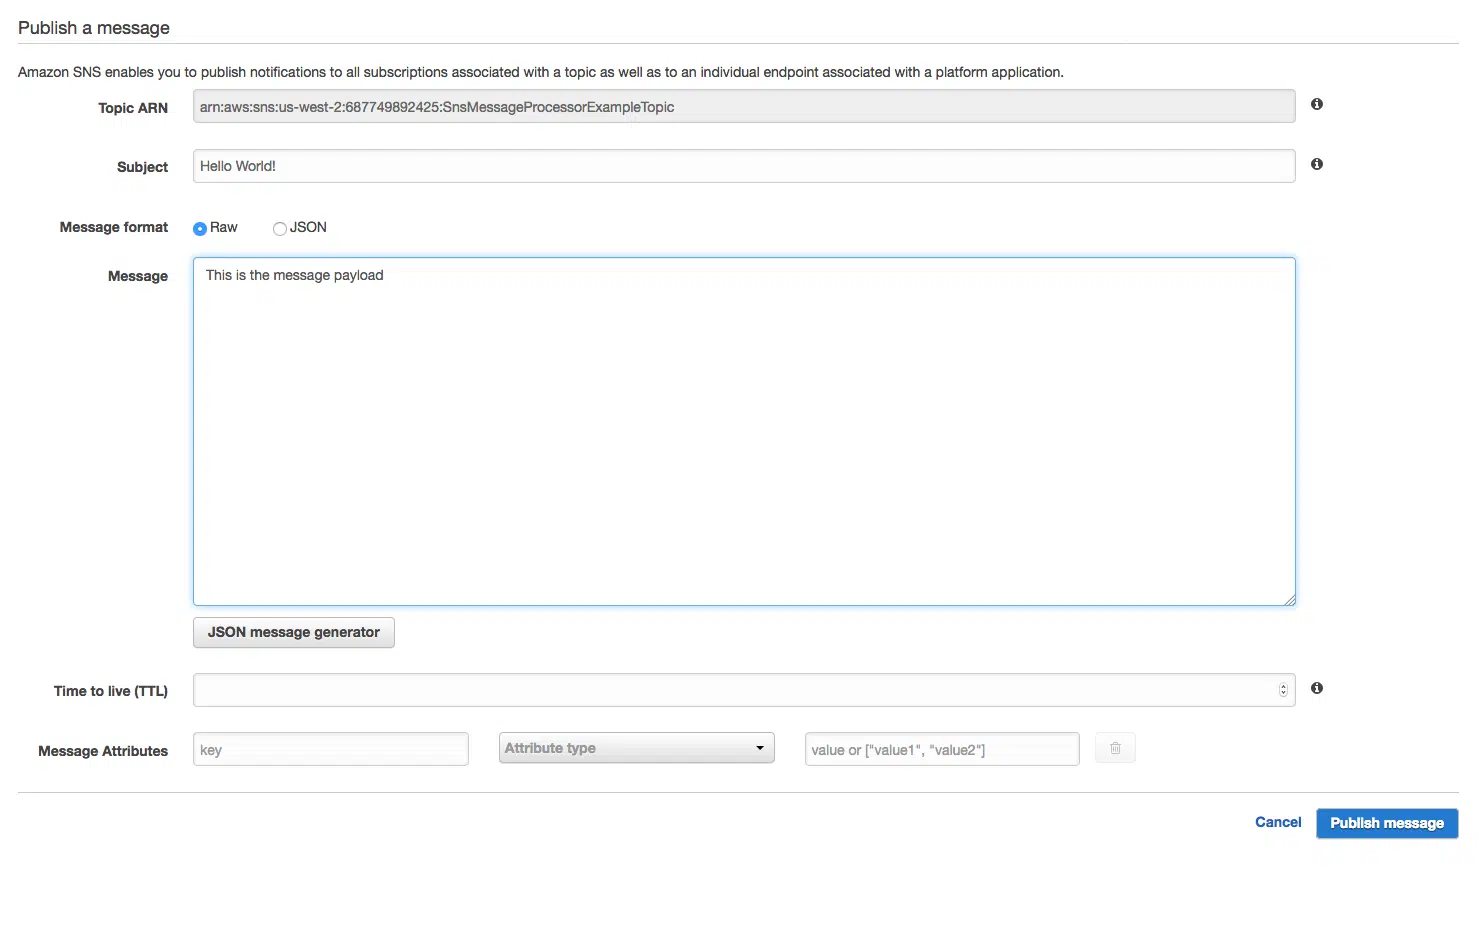 Publish a message
Amazon SNS enables you to publish notifications to all subscriptions associated with a topic as well as to an individual endpoint associated with a platform application.
Topic ARN arn:aws:sns:us-west-2:687749892425:SnsMessageProcessorExampleTopic
Subject Hello World!
Message format Raw JSON
Message This is the message payload
JSON message generator
Time to live (TTL)
Message Attributes key Attribute type value or ["value1", "value2"]
Cancel Publish message